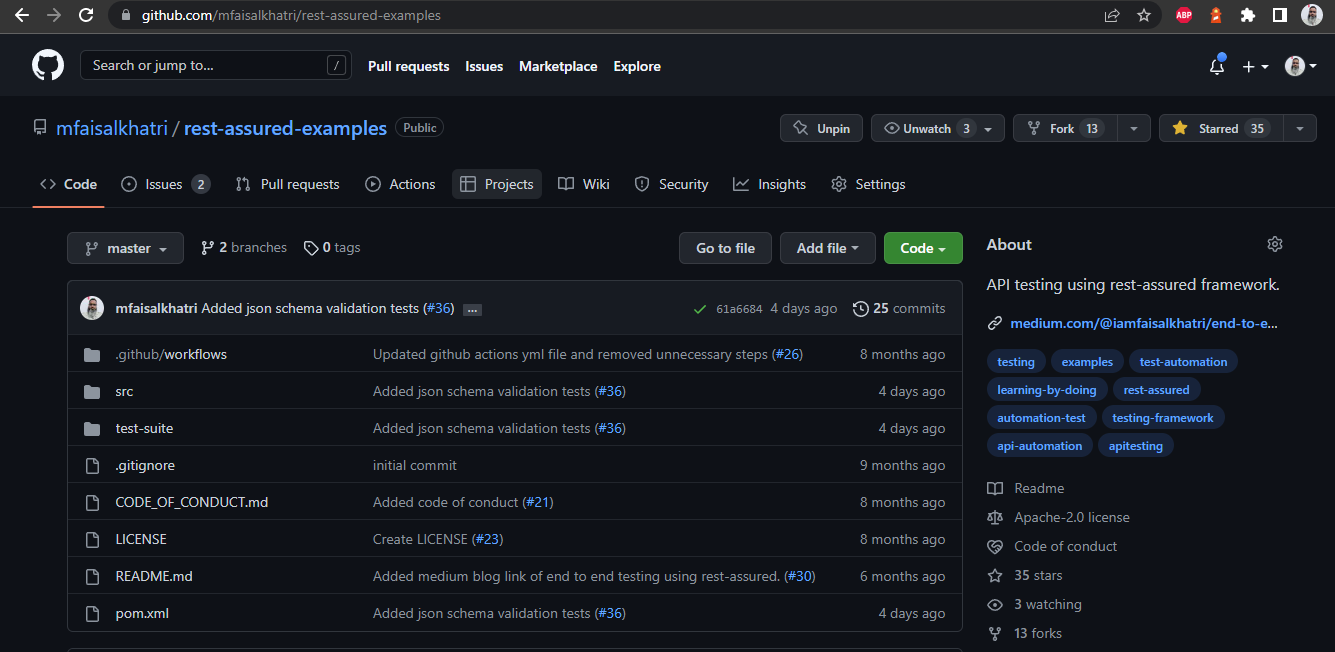 github.com/mfaisalkhatri/rest-assured-examples
ABP
Search or jump to... / Pull requests Issues Marketplace Explore
mfaisalkhatri / rest-assured-examples Public
Unpin Unwatch 3 Fork 13 Starred 35
Code Issues 2 Pull requests Actions Projects Wiki Security Insights Settings
master 2 branches 0 tags Go to file Add file Code
mfaisalkhatri Added json schema validation tests (#36) ... 61a6684 4 days ago 25 commits
.github/workflows Updated github actions yml file and removed unnecessary steps (#26) 8 months ago
src Added json schema validation tests (#36) 4 days ago
test-suite Added json schema validation tests (#36) 4 days ago
.gitignore initial commit 9 months ago
CODE_OF_CONDUCT.md Added code of conduct (#21) 8 months ago
LICENSE Create LICENSE (#23) 8 months ago
README.md Added medium blog link of end to end testing using rest-assured. (#30) 6 months ago
pom.xml Added json schema validation tests (#36) 4 days ago
About
API testing using rest-assured framework.
medium.com/@iamfaisalkhatri/end-to-e...
testing examples test-automation
learning-by-doing rest-assured
automation-test testing-framework
api-automation apitesting
Readme
Apache-2.0 license
Code of conduct
35 stars
3 watching
13 forks